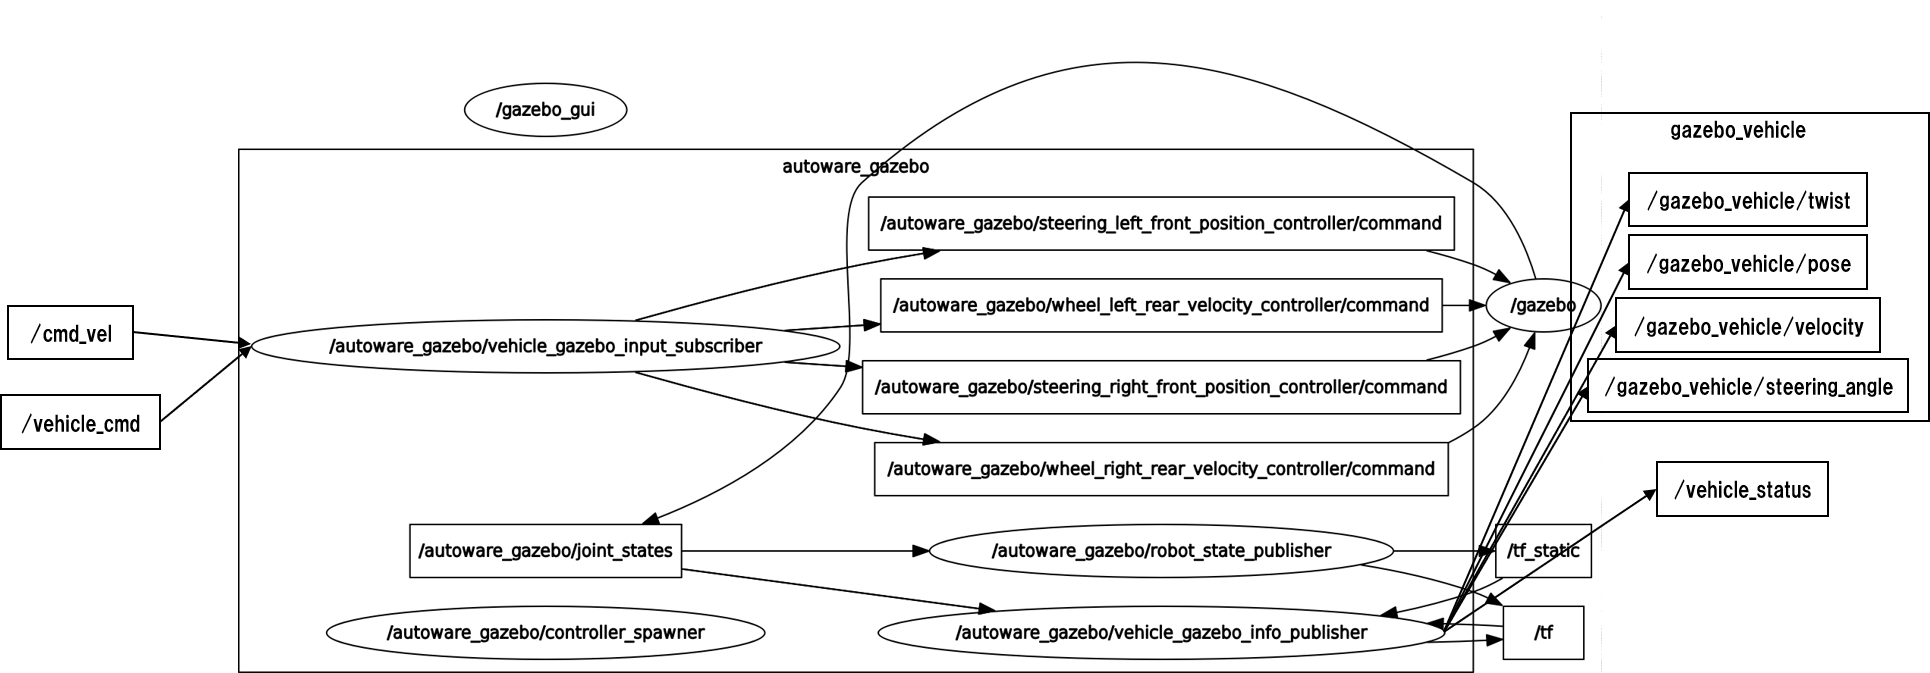 /gazebo_gui
autoware_gazebo
gazebo_vehicle
/autoware_gazebo/steering_left_front_position_controller/command
/gazebo_vehicle/twist
/gazebo_vehicle/pose
/autoware_gazebo/wheel_left_rear_velocity_controller/command
/gazebo
/gazebo_vehicle/velocity
/cmd_vel
/autoware_gazebo/vehicle_gazebo_input_subscriber
/autoware_gazebo/steering_right_front_position_controller/command
/gazebo_vehicle/steering_angle
/vehicle_cmd
/autoware_gazebo/wheel_right_rear_velocity_controller/command
/vehicle_status
/autoware_gazebo/joint_states
/autoware_gazebo/robot_state_publisher
/tf_static
/autoware_gazebo/controller_spawner
/autoware_gazebo/vehicle_gazebo_info_publisher
/tf